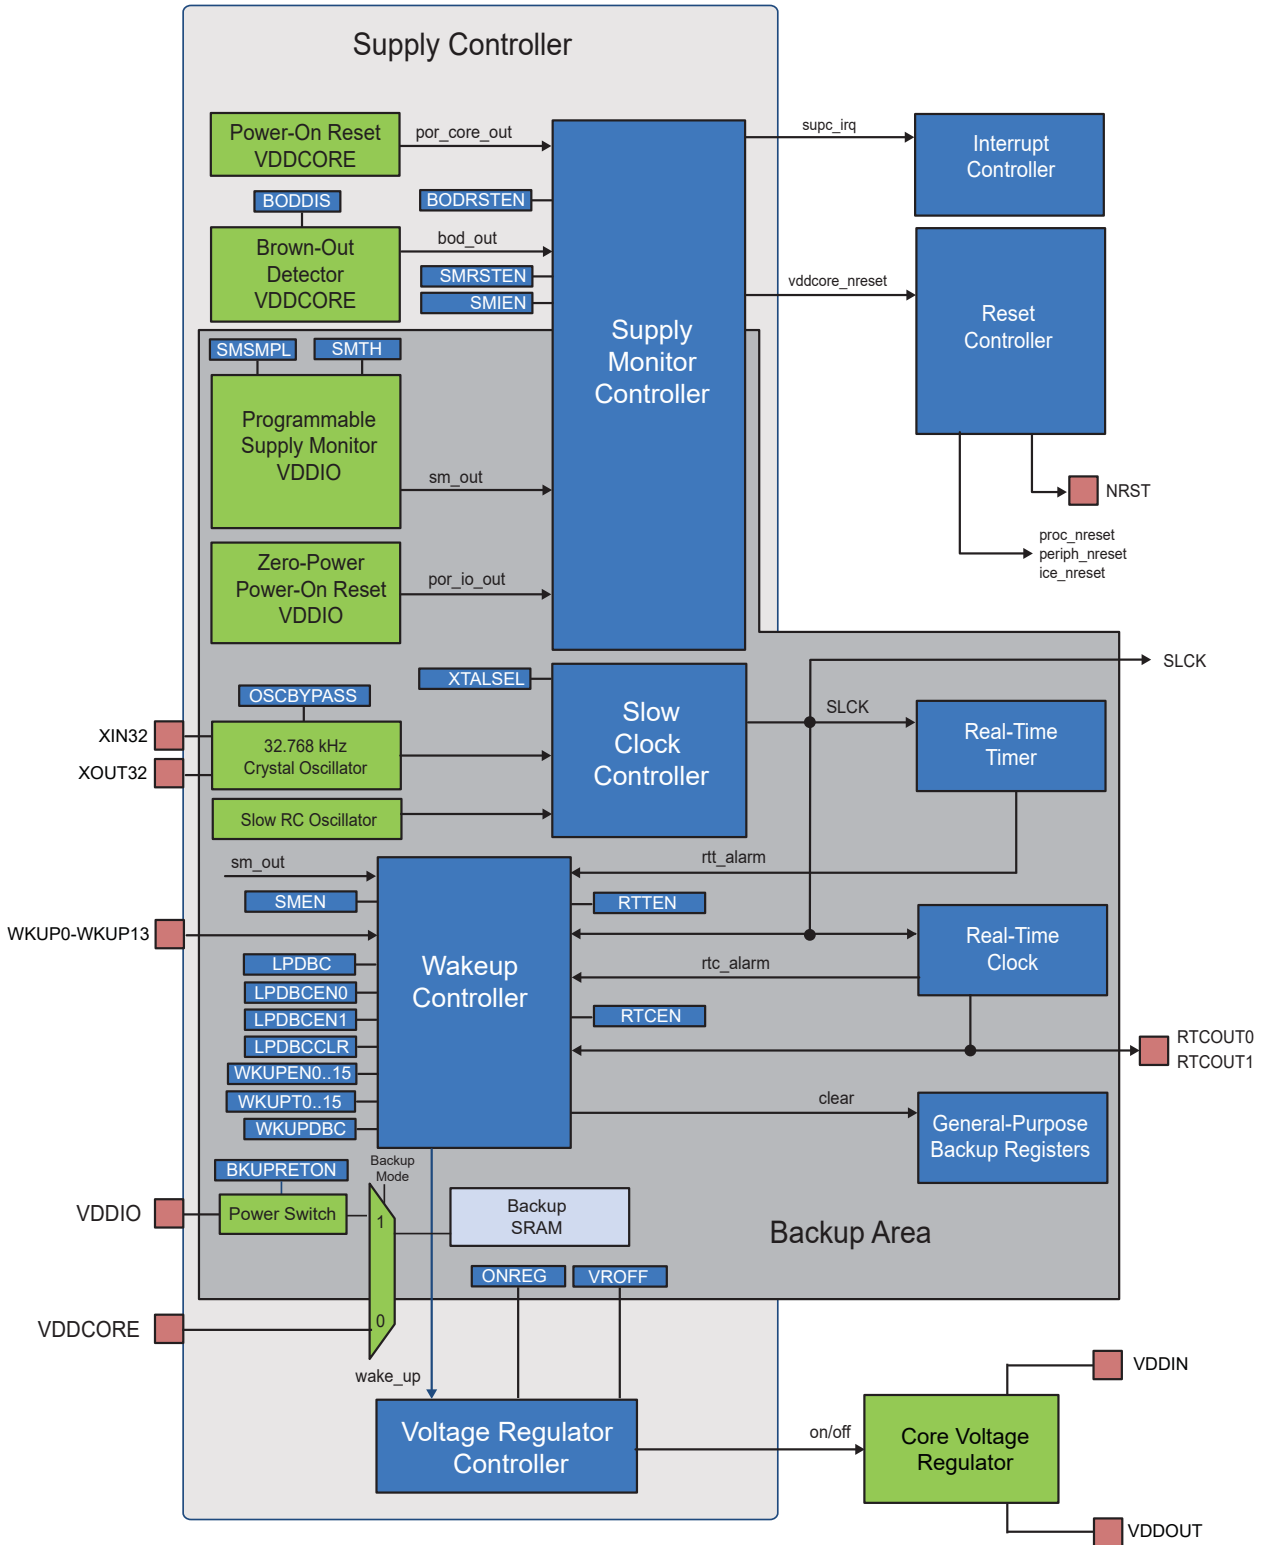 Supply Controller
Power-On Reset
VDDCORE
por_core_out
supc_irq
Interrupt
Controller
BODDIS
BODRSTEN
Brown-Out
Detector
VDDCORE
bod_out
SMRSTEN
SMIEN
vddcore_nreset
Reset
Controller
Supply
Monitor
Controller
SMSMPL
SMTH
Programmable
Supply Monitor
VDDIO
sm_out
NRST
proc_nreset
periph_nreset
ice_nreset
Zero-Power
Power-On Reset
VDDIO
por_io_out
SLCK
XTALSEL
OSCBYPASS
Slow
Clock
Controller
SLCK
Real-Time
Timer
XIN32
XOUT32
32.768 kHz
Crystal Oscillator
Slow RC Oscillator
sm_out
rtt_alarm
SMEN
RTTEN
WKUP0-WKUP13
Wakeup
Controller
Real-Time
Clock
LPDBC
rtc_alarm
LPDBCEN0
LPDBCEN1
RTCEN
LPDBCCLR
RTCOUT0
RTCOUT1
WKUPEN0..15
WKUPT0..15
WKUPDBC
clear
General-Purpose
Backup Registers
BKUPRETON
Backup
Mode
VDDIO
Power Switch
1
Backup
SRAM
Backup Area
ONREG
VROFF
VDDCORE
0
wake_up
VDDIN
Voltage Regulator
Controller
on/off
Core Voltage
Regulator
VDDOUT